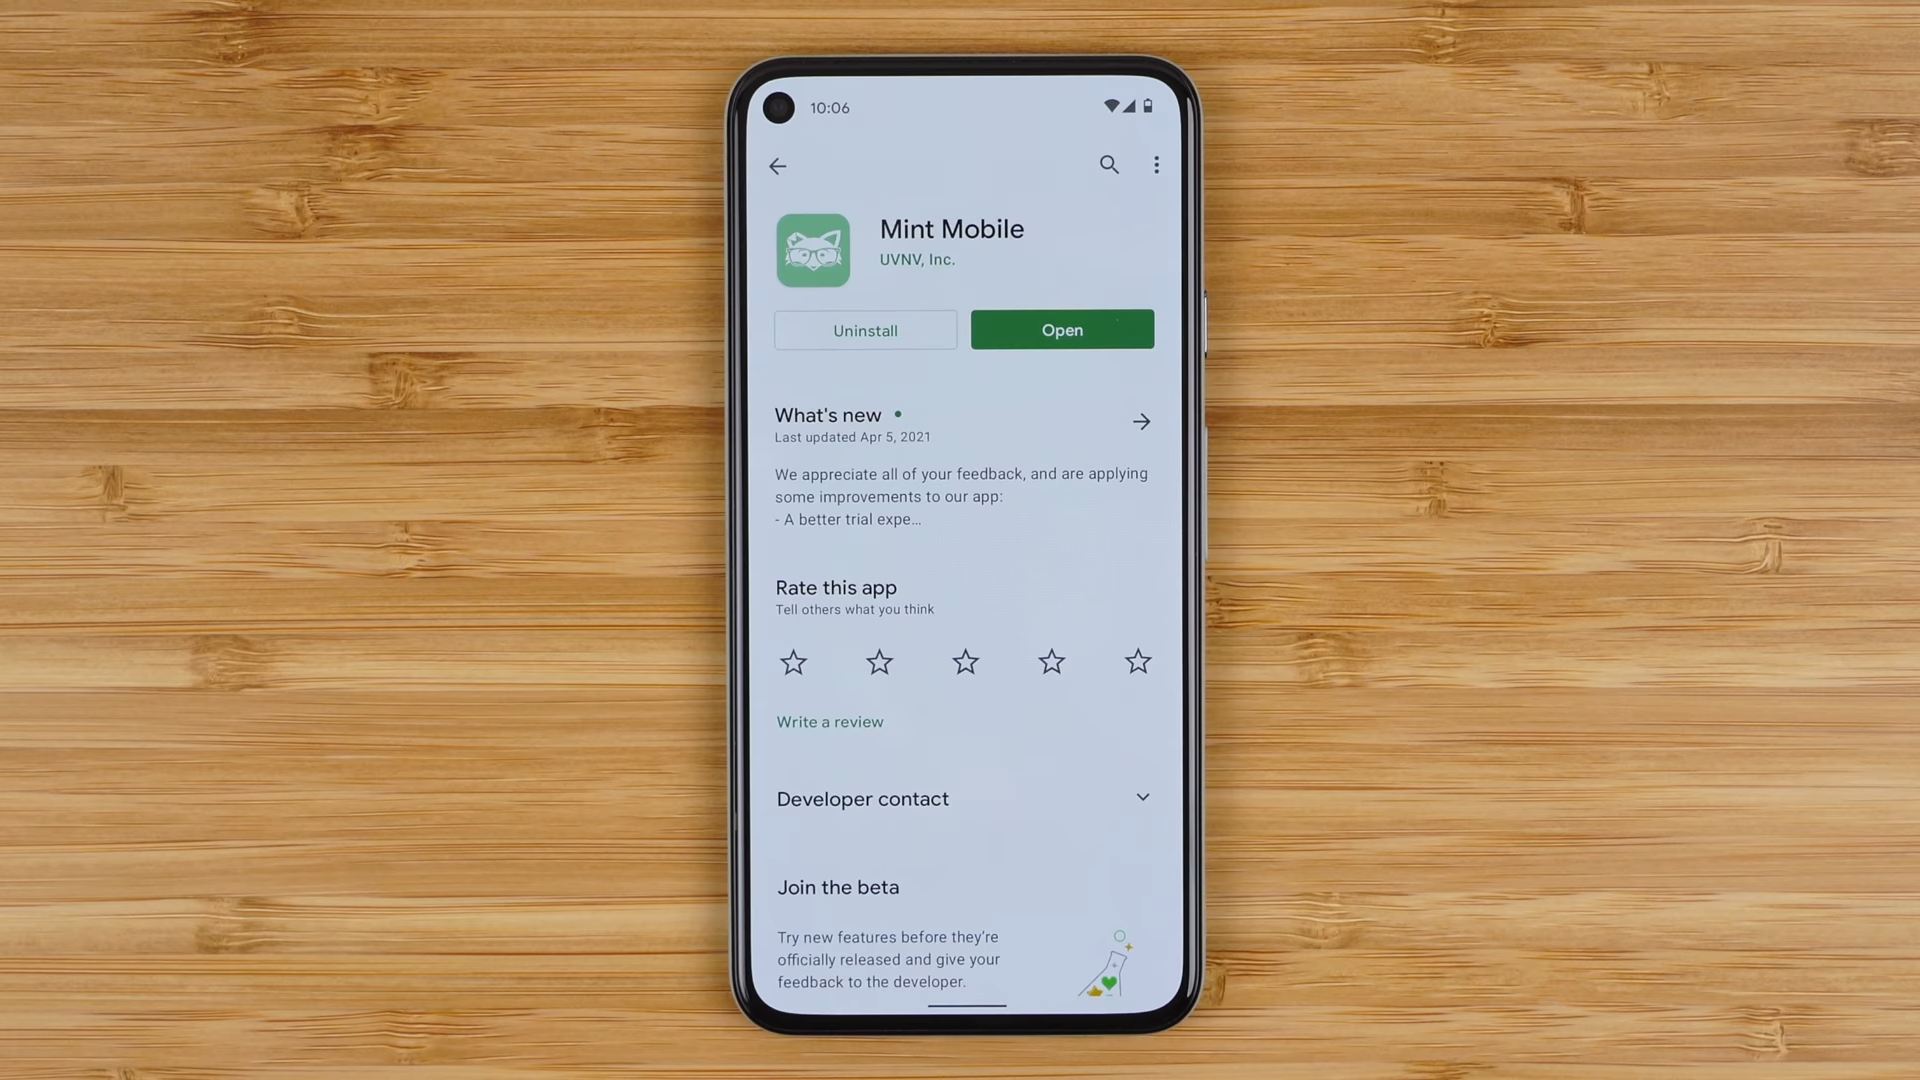 10:06
Mint Mobile
UVNV, Inc.
Uninstall
Open
What's new
Last updated Apr 5, 2021
We appreciate all of your feedback, and are applying
some improvements to our app:
- A better trial expe…
Rate this app
Tell others what you think
Write a review
Developer contact
Join the beta
Try new features before they’re
officially released and give your
feedback to the developer.